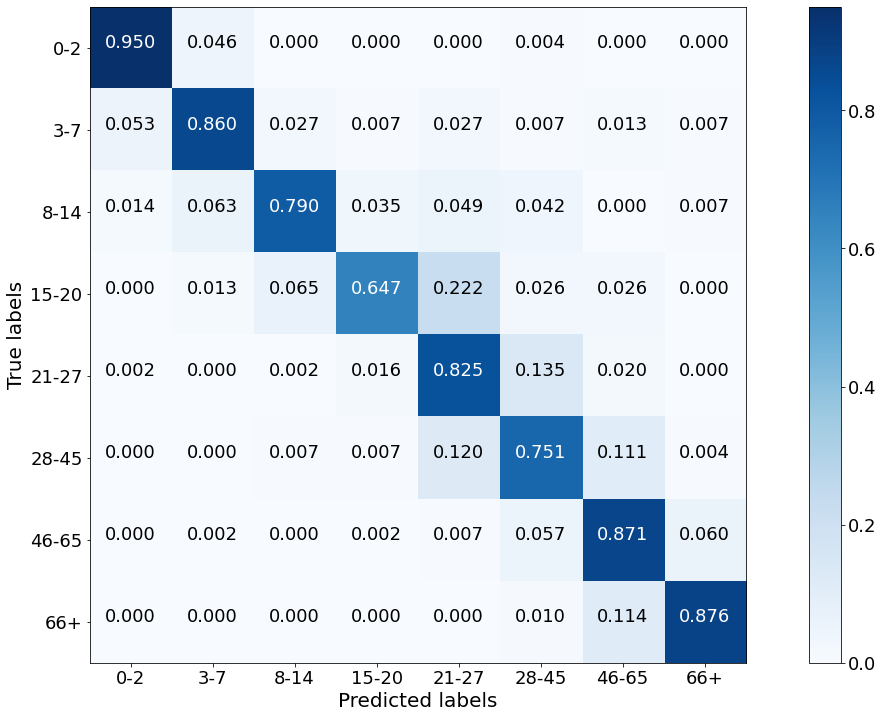 0-2 0.950 0.046 0.000 0.000 0.000 0.004 0.000 0.000
3-7 0.053 0.860 0.027 0.007 0.027 0.007 0.013 0.007
8-14 0.014 0.063 0.790 0.035 0.049 0.042 0.000 0.007
15-20 0.000 0.013 0.065 0.647 0.222 0.026 0.026 0.000
21-27 0.002 0.000 0.002 0.016 0.825 0.135 0.020 0.000
28-45 0.000 0.000 0.007 0.007 0.120 0.751 0.111 0.004
46-65 0.000 0.002 0.000 0.002 0.007 0.057 0.871 0.060
66+ 0.000 0.000 0.000 0.000 0.000 0.010 0.114 0.876
0-2 3-7 8-14 15-20 21-27 28-45 46-65 66+
Predicted labels
True labels
0.8
0.6
0.4
0.2
0.0